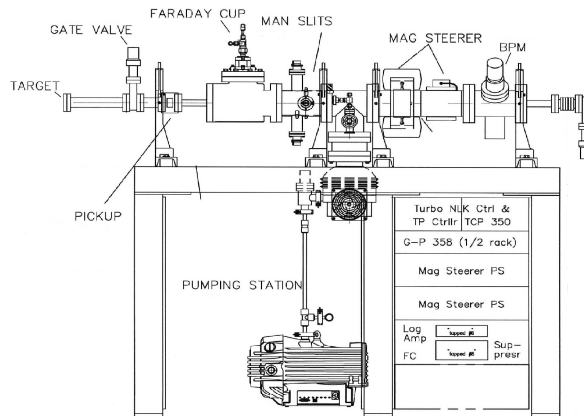 FARADAY CUP
GATE VALVE
MAN SLITS
MAG STEERER
BPM
TARGET
PICKUP
PUMPING STATION
Turbo NLK Ctrl &
TP Ctrllr TCP 350
G-P 358 (1/2 rack)
Mag Steerer PS
Mag Steerer PS
Log
Amp
FC
Sup-
presr